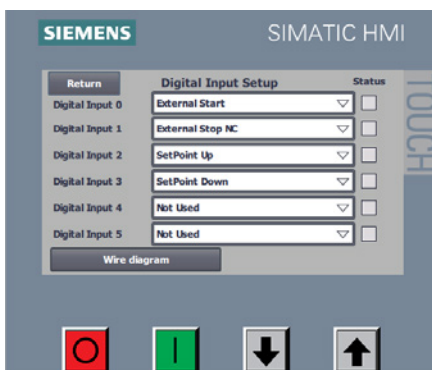 SIEMENS
SIMATIC HMI
TOUCH
Return
Digital Input Setup
Status
Digital Input 0
External Start
Digital Input 1
External Stop NC
Digital Input 2
SetPoint Up
Digital Input 3
SetPoint Down
Digital Input 4
Not Used
Digital Input 5
Not Used
Wire diagram